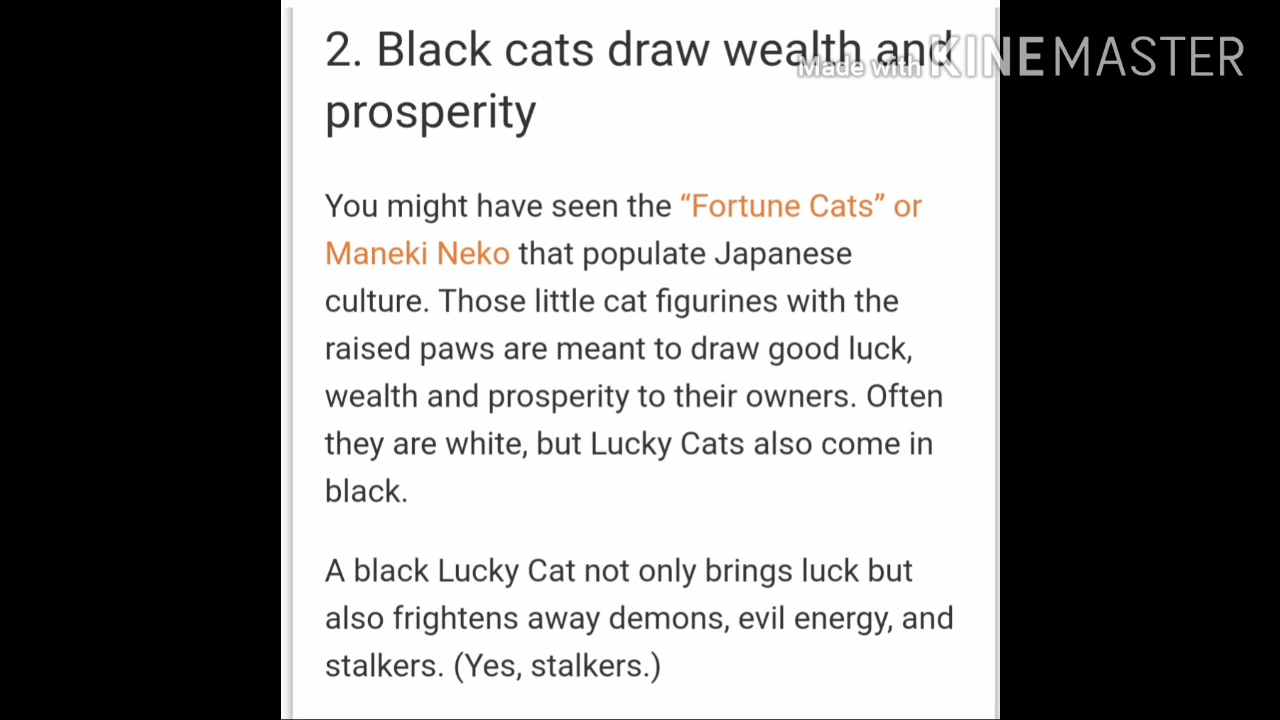 2. Black cats draw wealth and
Made with KINEMASTER
prosperity
You might have seen the “Fortune Cats” or
Maneki Neko that populate Japanese
culture. Those little cat figurines with the
raised paws are meant to draw good luck,
wealth and prosperity to their owners. Often
they are white, but Lucky Cats also come in
black.
A black Lucky Cat not only brings luck but
also frightens away demons, evil energy, and
stalkers. (Yes, stalkers.)